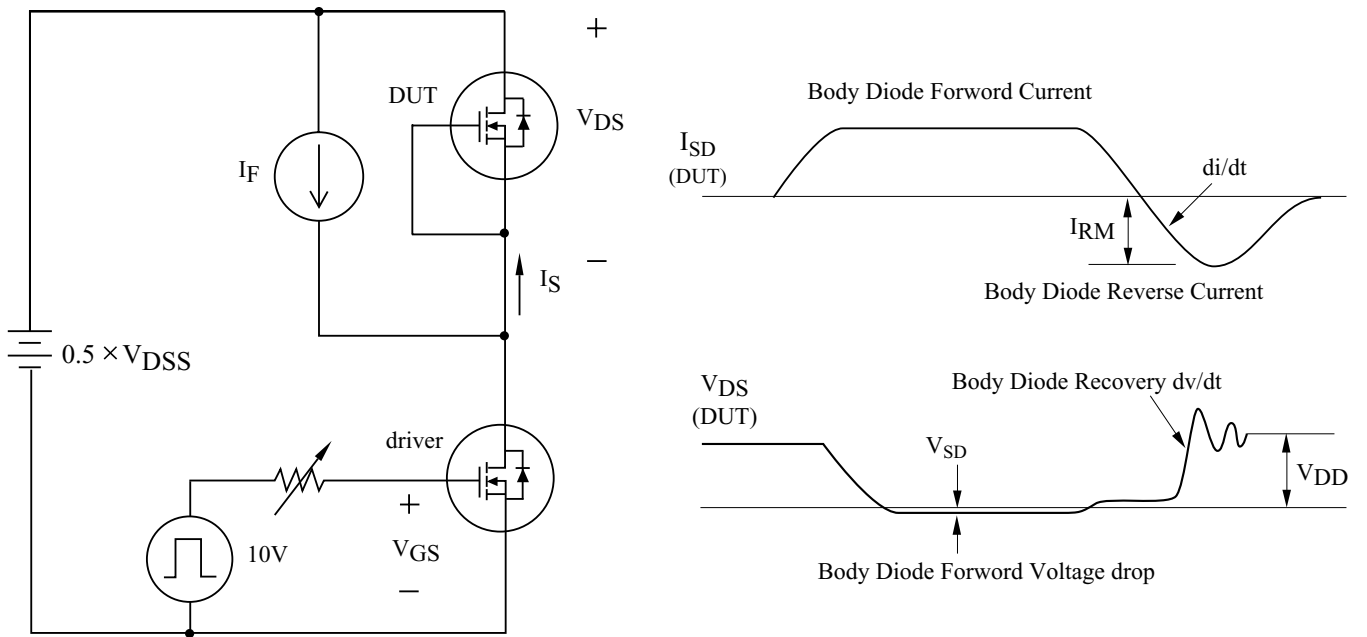 +
DUT
VDS
IF
−
IS
0.5 × VDSS
driver
+
10V
VGS
−
Body Diode Forword Current
ISD
(DUT)
di/dt
IRM
Body Diode Reverse Current
VDS
(DUT)
Body Diode Recovery dv/dt
VSD
VDD
Body Diode Forword Voltage drop